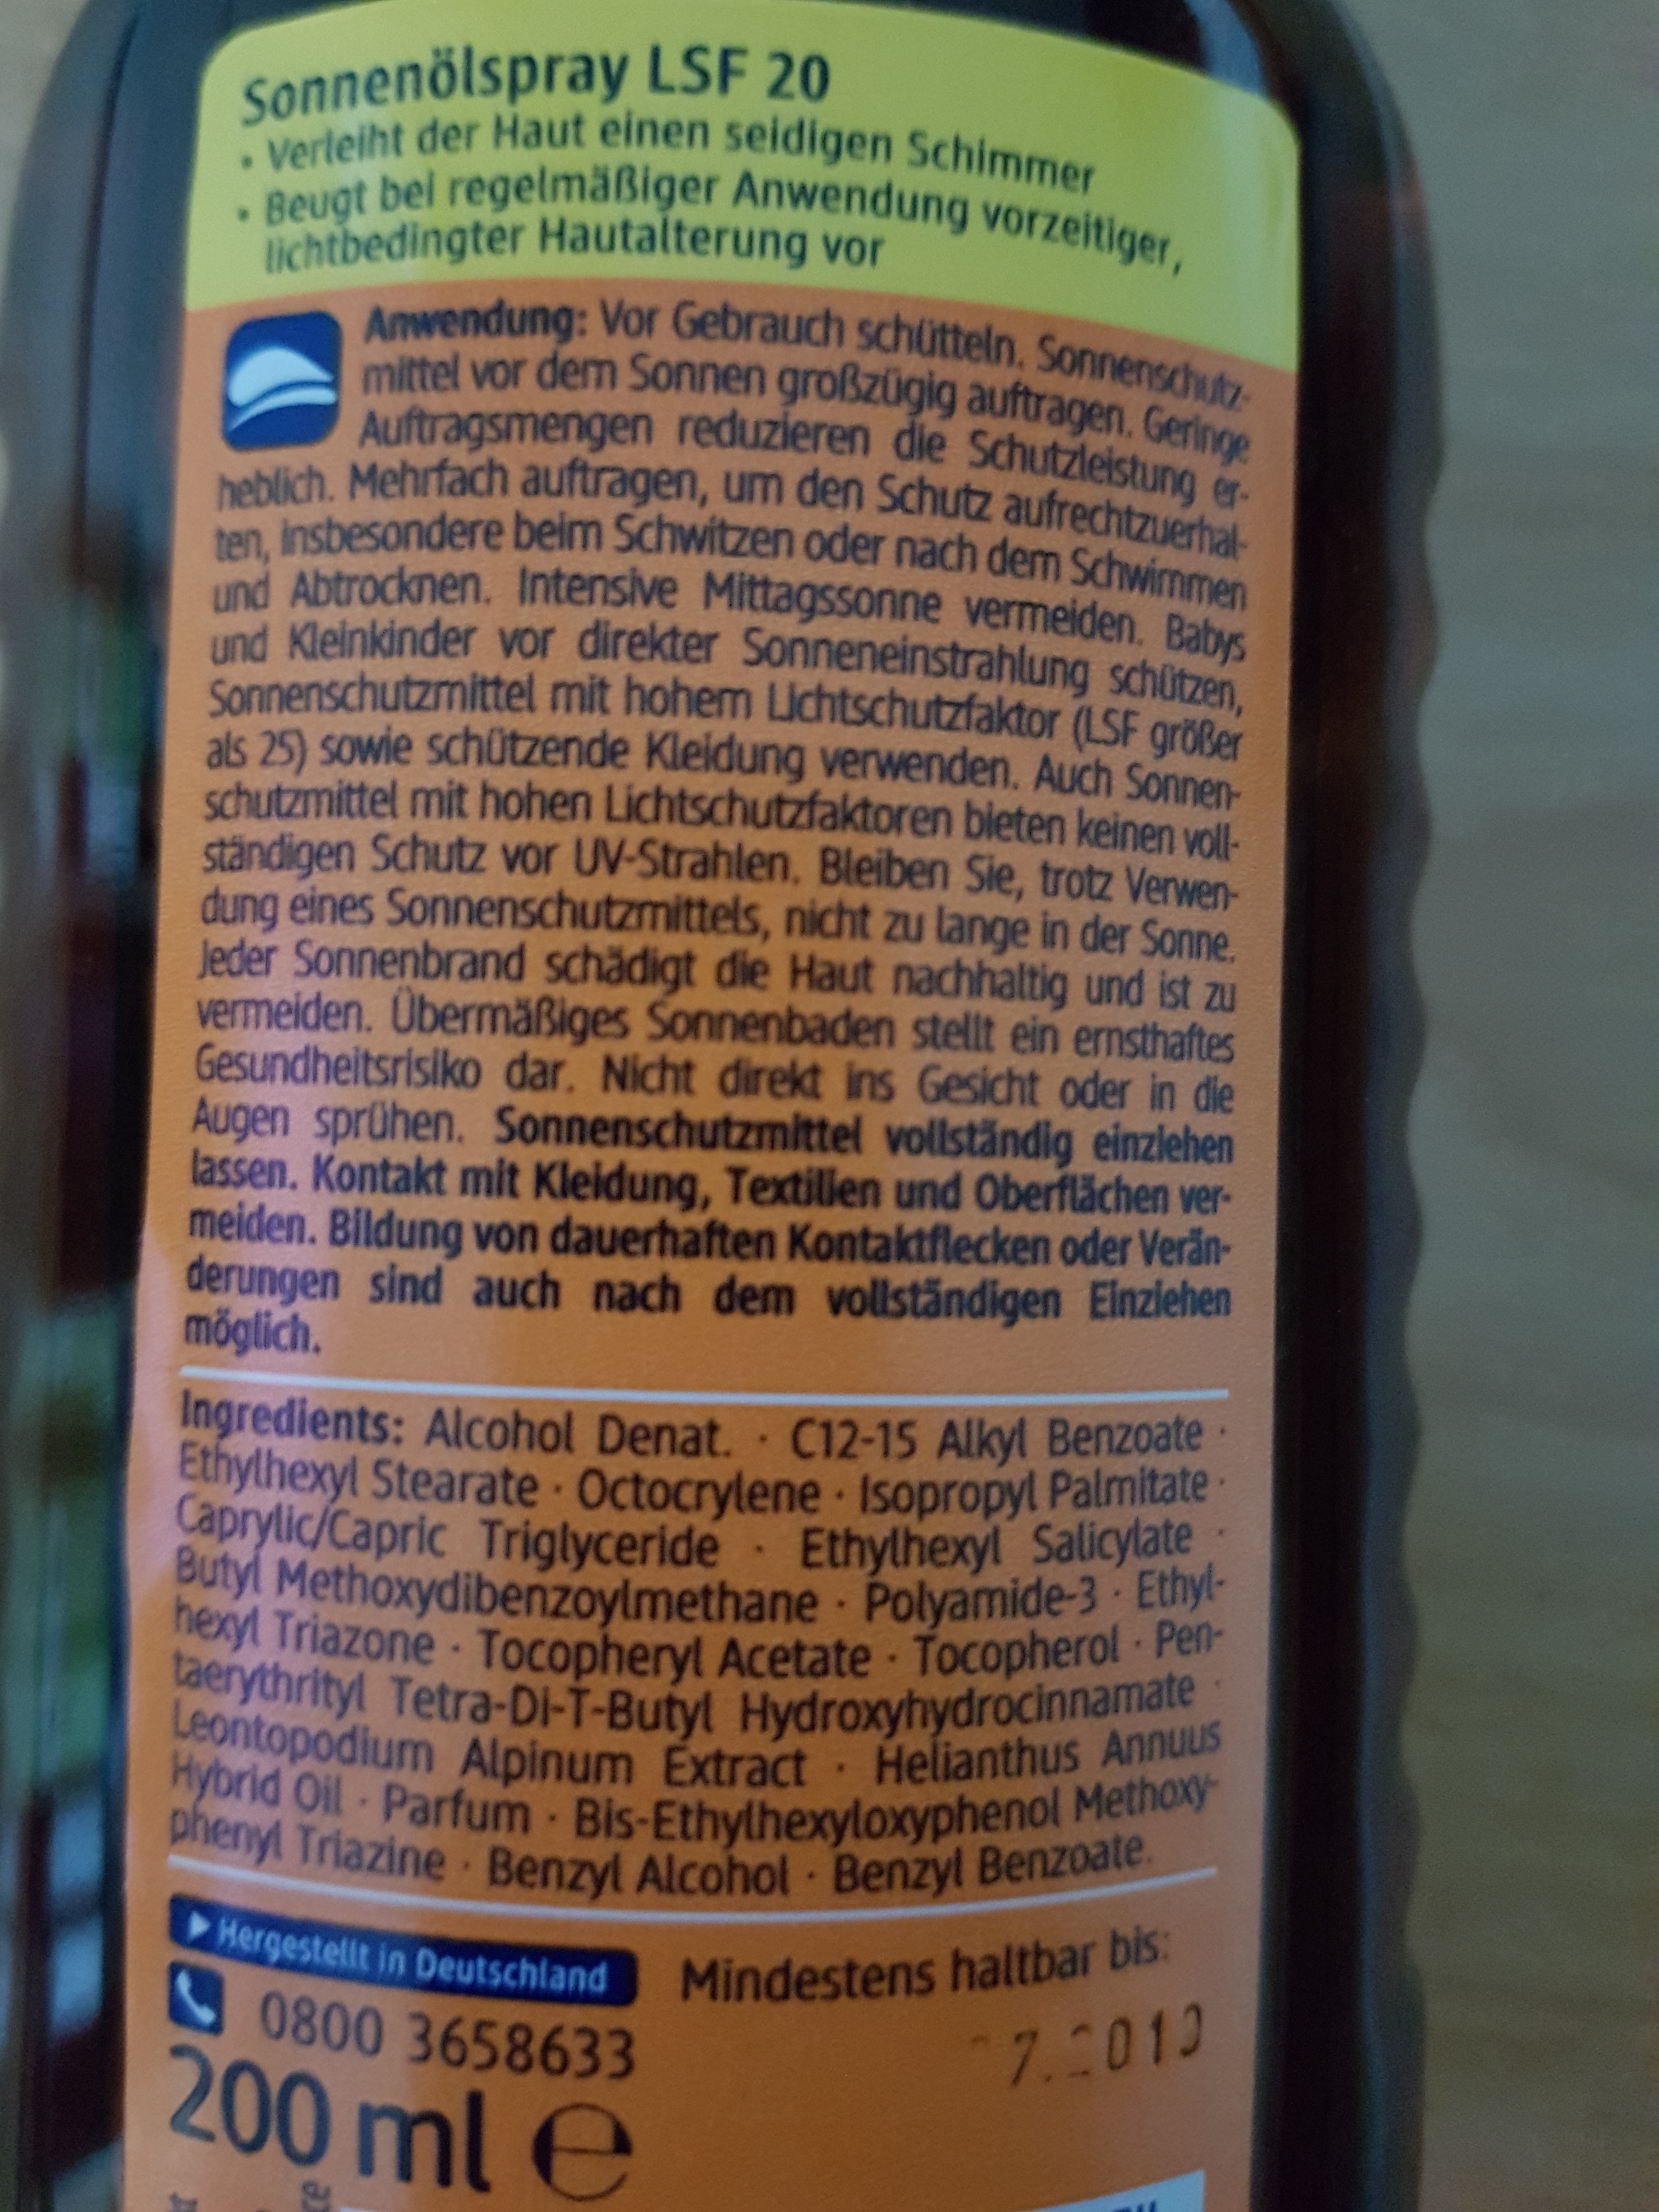 Sonnenölspray LSF 20
• Verleiht der Haut einen seidigen Schimmer
• Beugt bei regelmäßiger Anwendung vorzeitiger,
lichtbedingter Hautalterung vor
Anwendung: Vor Gebrauch schütteln. Sonnenschutz-
mittel vor dem Sonnen großzügig auftragen. Geringe
Auftragsmengen reduzieren die Schutzleistung er-
heblich. Mehrfach auftragen, um den Schutz aufrechtzuerhal-
ten, insbesondere beim Schwitzen oder nach dem Schwimmen
und Abtrocknen. Intensive Mittagssonne vermeiden. Babys
und Kleinkinder vor direkter Sonneneinstrahlung schützen,
Sonnenschutzmittel mit hohem Lichtschutzfaktor (LSF größer
als 25) sowie schützende Kleidung verwenden. Auch Sonnen-
schutzmittel mit hohen Lichtschutzfaktoren bieten keinen voll-
ständigen Schutz vor UV-Strahlen. Bleiben Sie, trotz Verwen-
dung eines Sonnenschutzmittels, nicht zu lange in der Sonne.
Jeder Sonnenbrand schädigt die Haut nachhaltig und ist zu
vermeiden. Übermäßiges Sonnenbaden stellt ein ernsthaftes
Gesundheitsrisiko dar. Nicht direkt ins Gesicht oder in die
Augen sprühen. Sonnenschutzmittel vollständig einziehen
lassen. Kontakt mit Kleidung, Textilien und Oberflächen ver-
meiden. Bildung von dauerhaften Kontaktflecken oder Verän-
derungen sind auch nach dem vollständigen Einziehen
möglich.
Ingredients: Alcohol Denat. · C12-15 Alkyl Benzoate ·
Ethylhexyl Stearate · Octocrylene · Isopropyl Palmitate ·
Caprylic/Capric Triglyceride · Ethylhexyl Salicylate ·
Butyl Methoxydibenzoylmethane · Polyamide-3 · Ethyl-
hexyl Triazone · Tocopheryl Acetate · Tocopherol · Pen-
taerythrityl Tetra-Di-T-Butyl Hydroxyhydrocinnamate ·
Leontopodium Alpinum Extract · Helianthus Annuus
Hybrid Oil · Parfum · Bis-Ethylhexyloxyphenol Methoxy-
phenyl Triazine · Benzyl Alcohol · Benzyl Benzoate.
Hergestellt in Deutschland
Mindestens haltbar bis:
0800 3658633
200 ml e